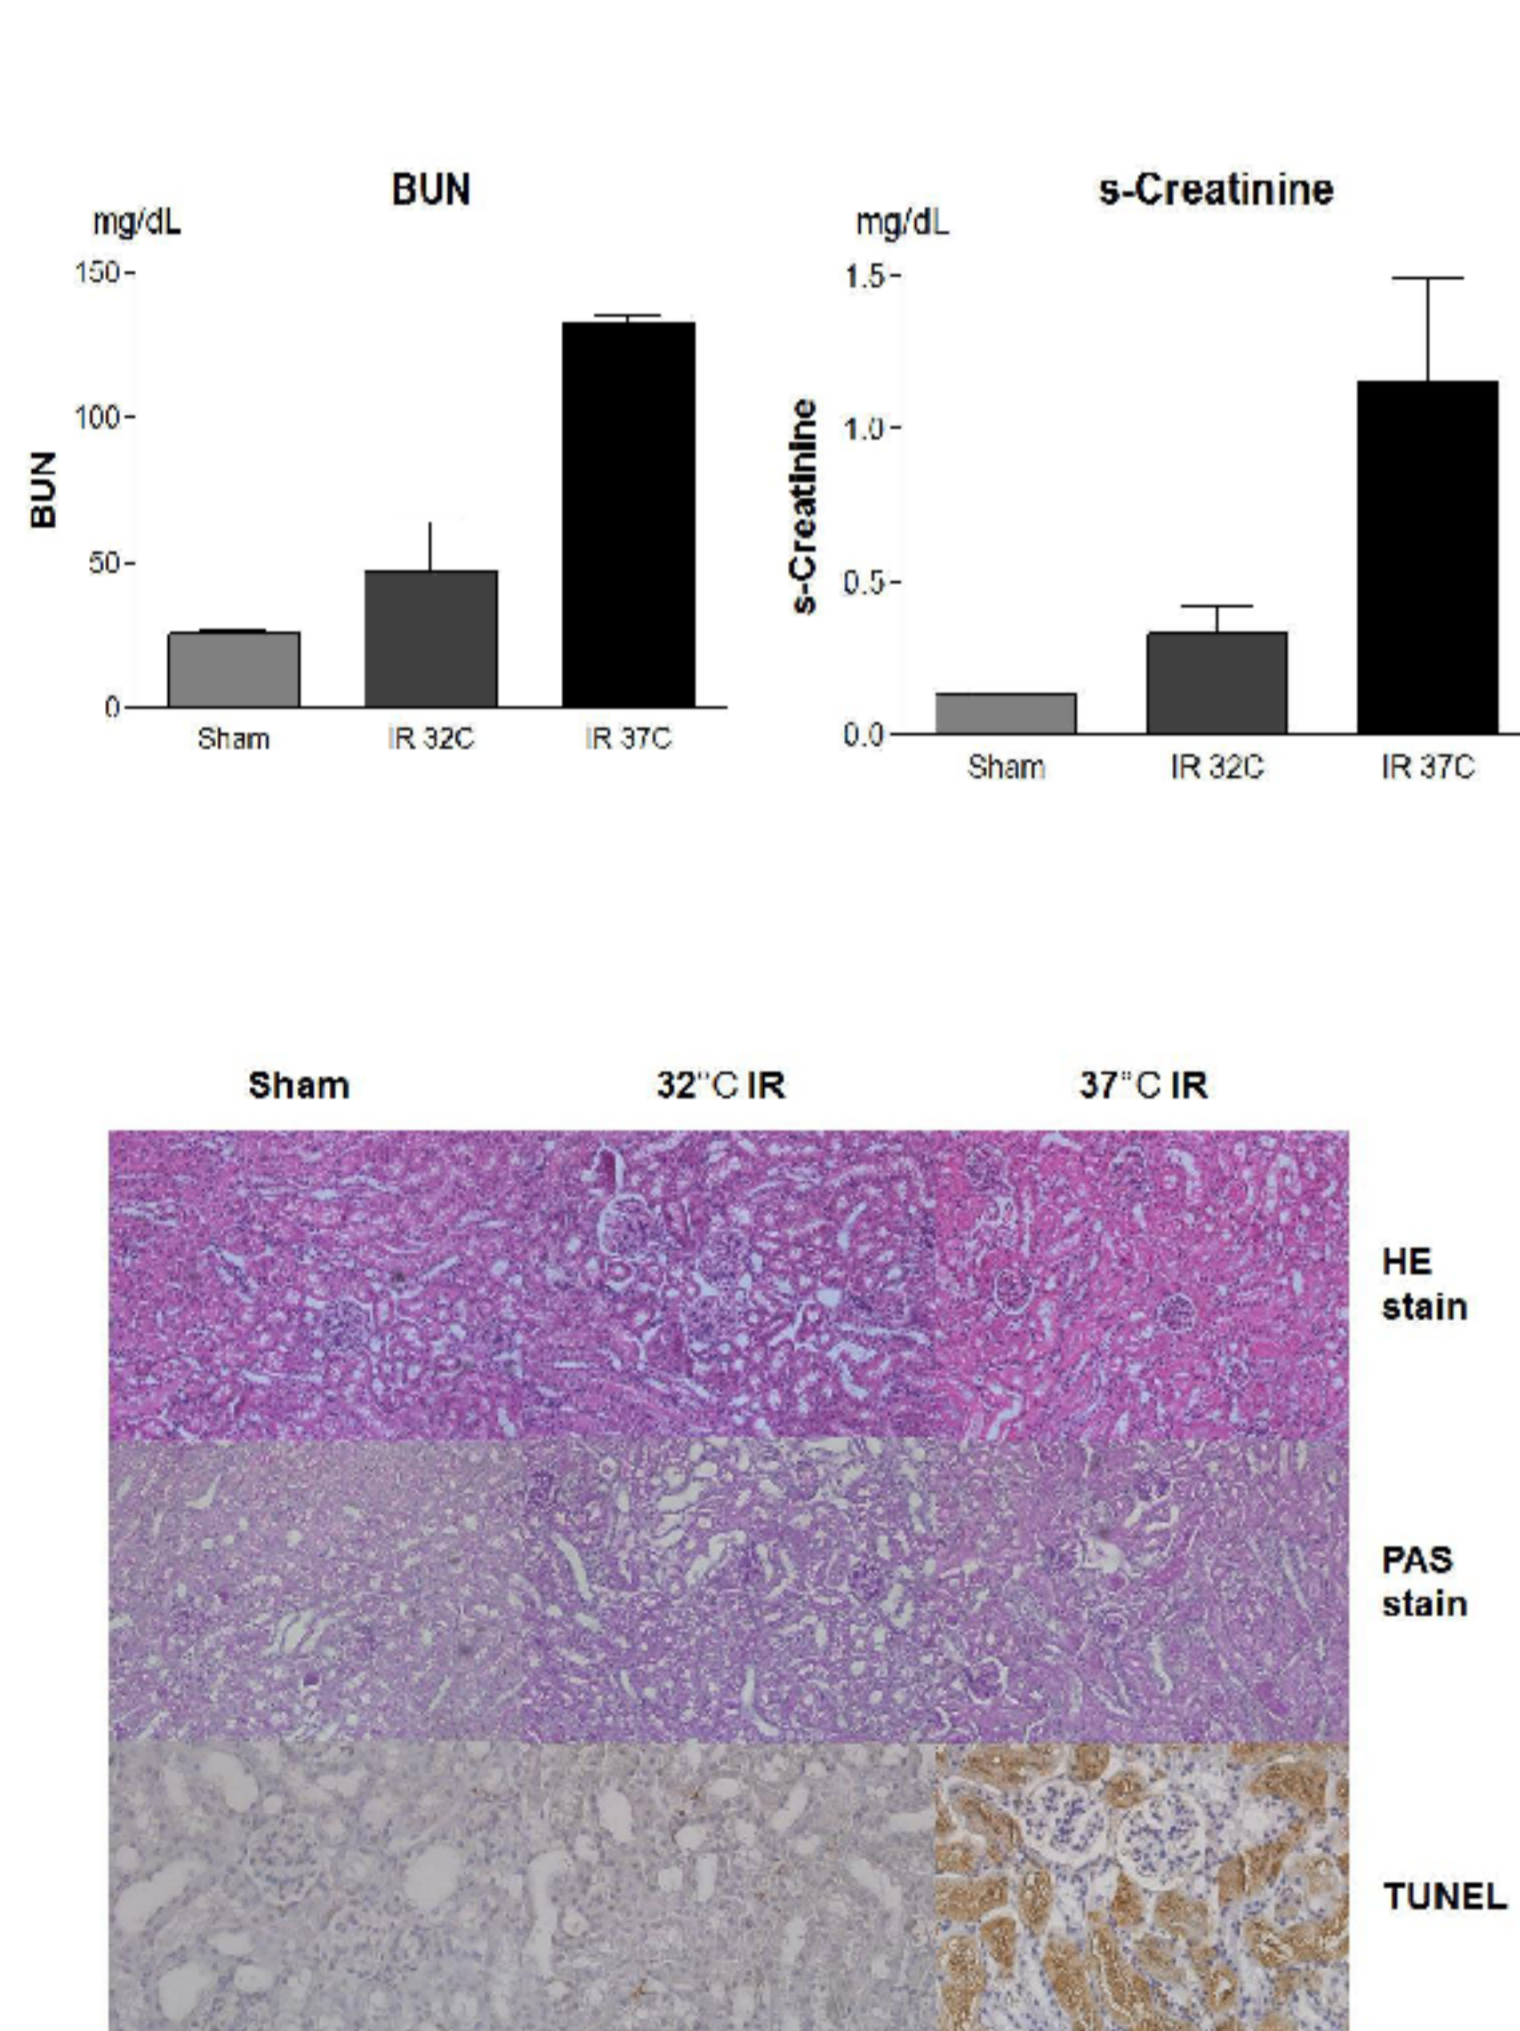 BUN
mg/dL
150
100
50
0
BUN
Sham
IR 32C
IR 37C
s-Creatinine
mg/dL
1.5
1.0
0.5
0.0
s-Creatinine
Sham
IR 32C
IR 37C
Sham
32°C IR
37°C IR
HE
stain
PAS
stain
TUNEL